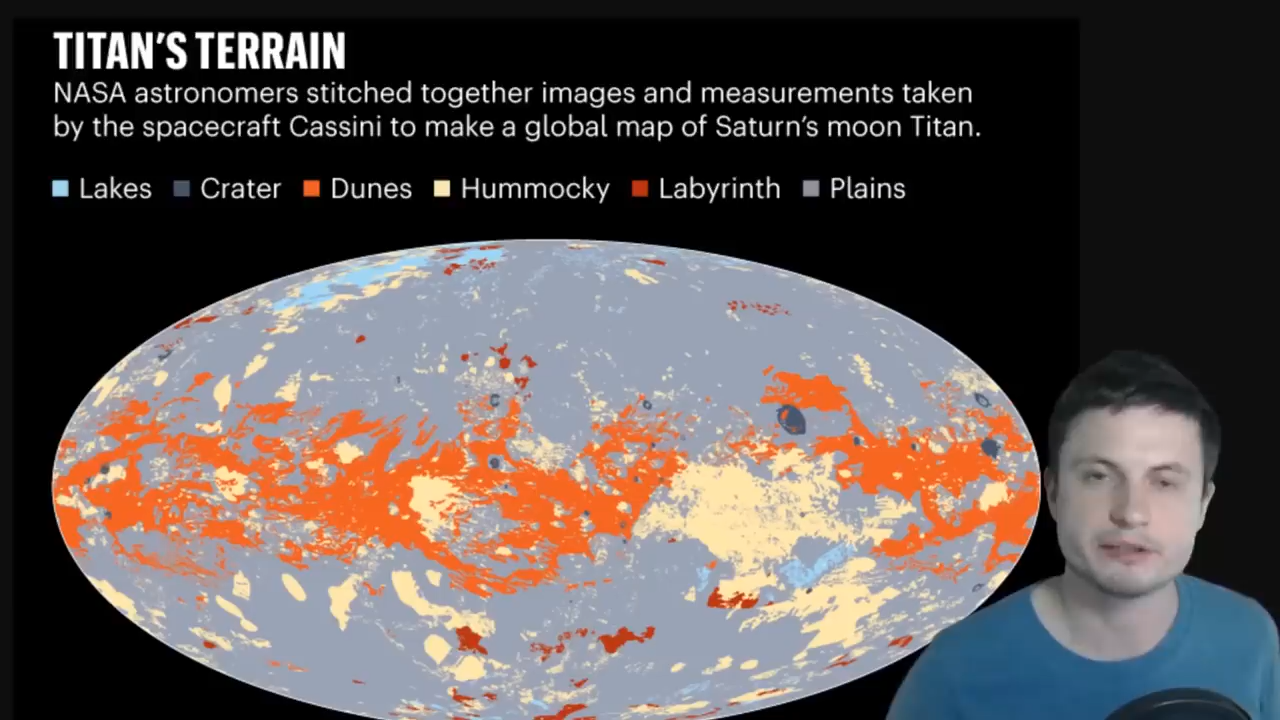 TITAN'S TERRAIN
NASA astronomers stitched together images and measurements taken
by the spacecraft Cassini to make a global map of Saturn's moon Titan.
Lakes Crater Dunes Hummocky Labyrinth Plains